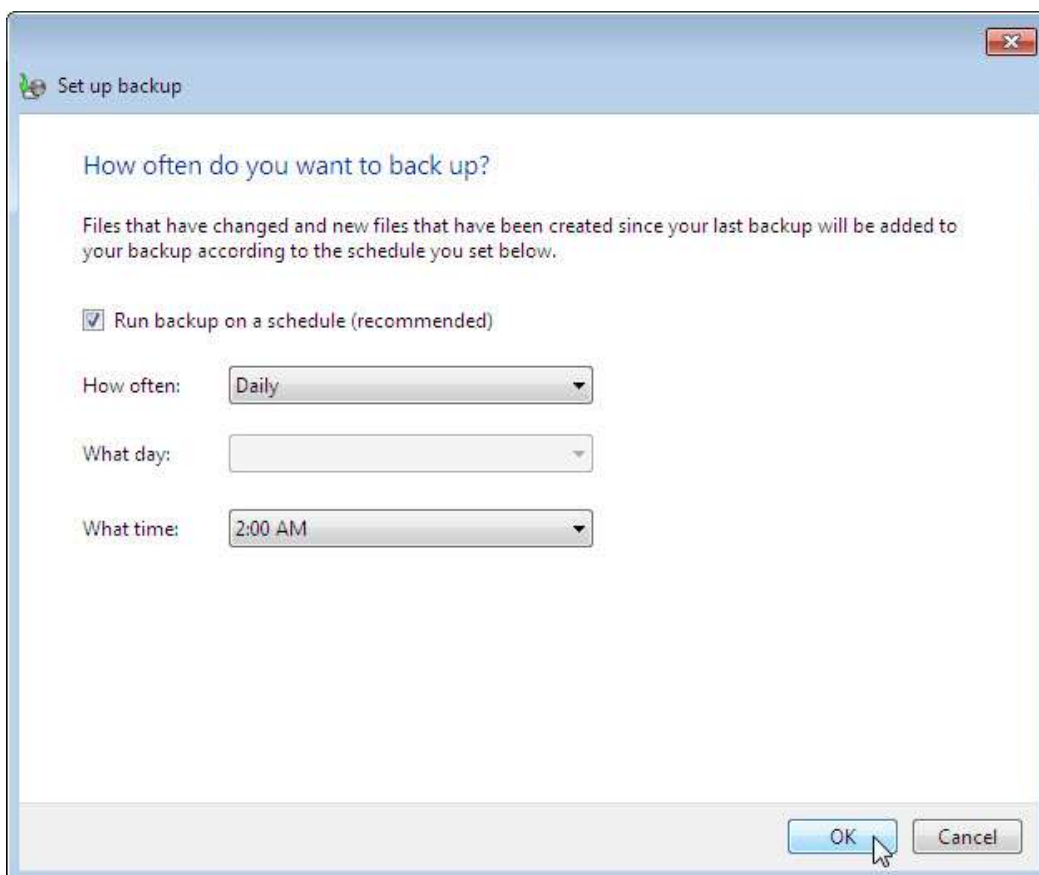 Set up backup
How often do you want to back up?
Files that have changed and new files that have been created since your last backup will be added to
your backup according to the schedule you set below.
Run backup on a schedule (recommended)
How often: Daily
What day:
What time: 2:00 AM
OK Cancel